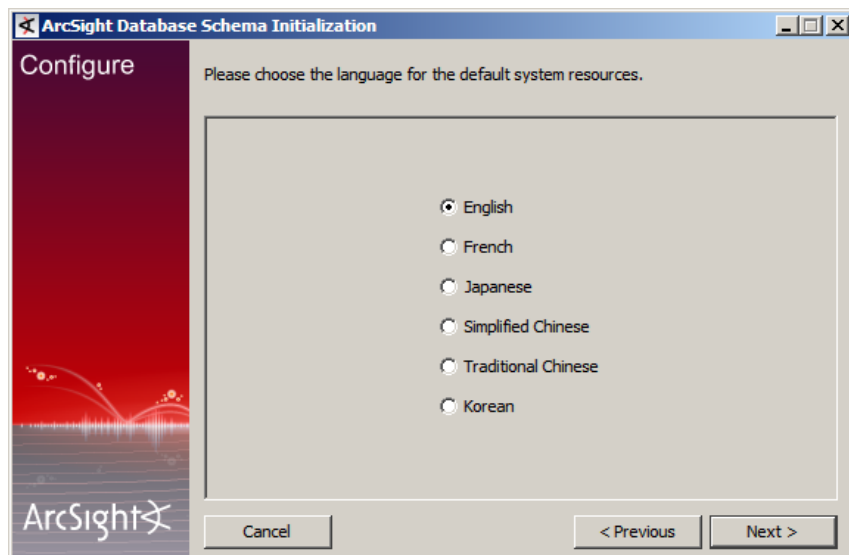 ArcSight Database Schema Initialization
Configure
Please choose the language for the default system resources.
English
French
Japanese
Simplified Chinese
Traditional Chinese
Korean
ArcSight
Cancel
< Previous
Next >